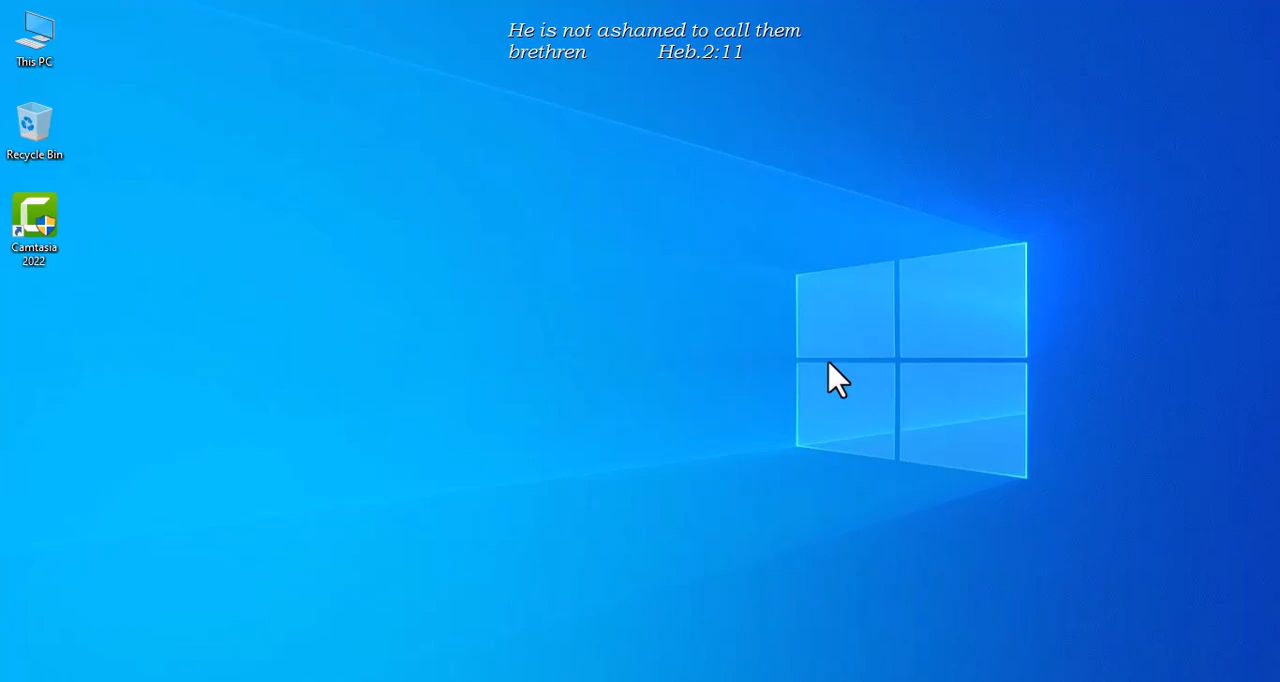 He is not ashamed to call them
brethren Heb.2:11
This PC
Recycle Bin
Camtasia
2022